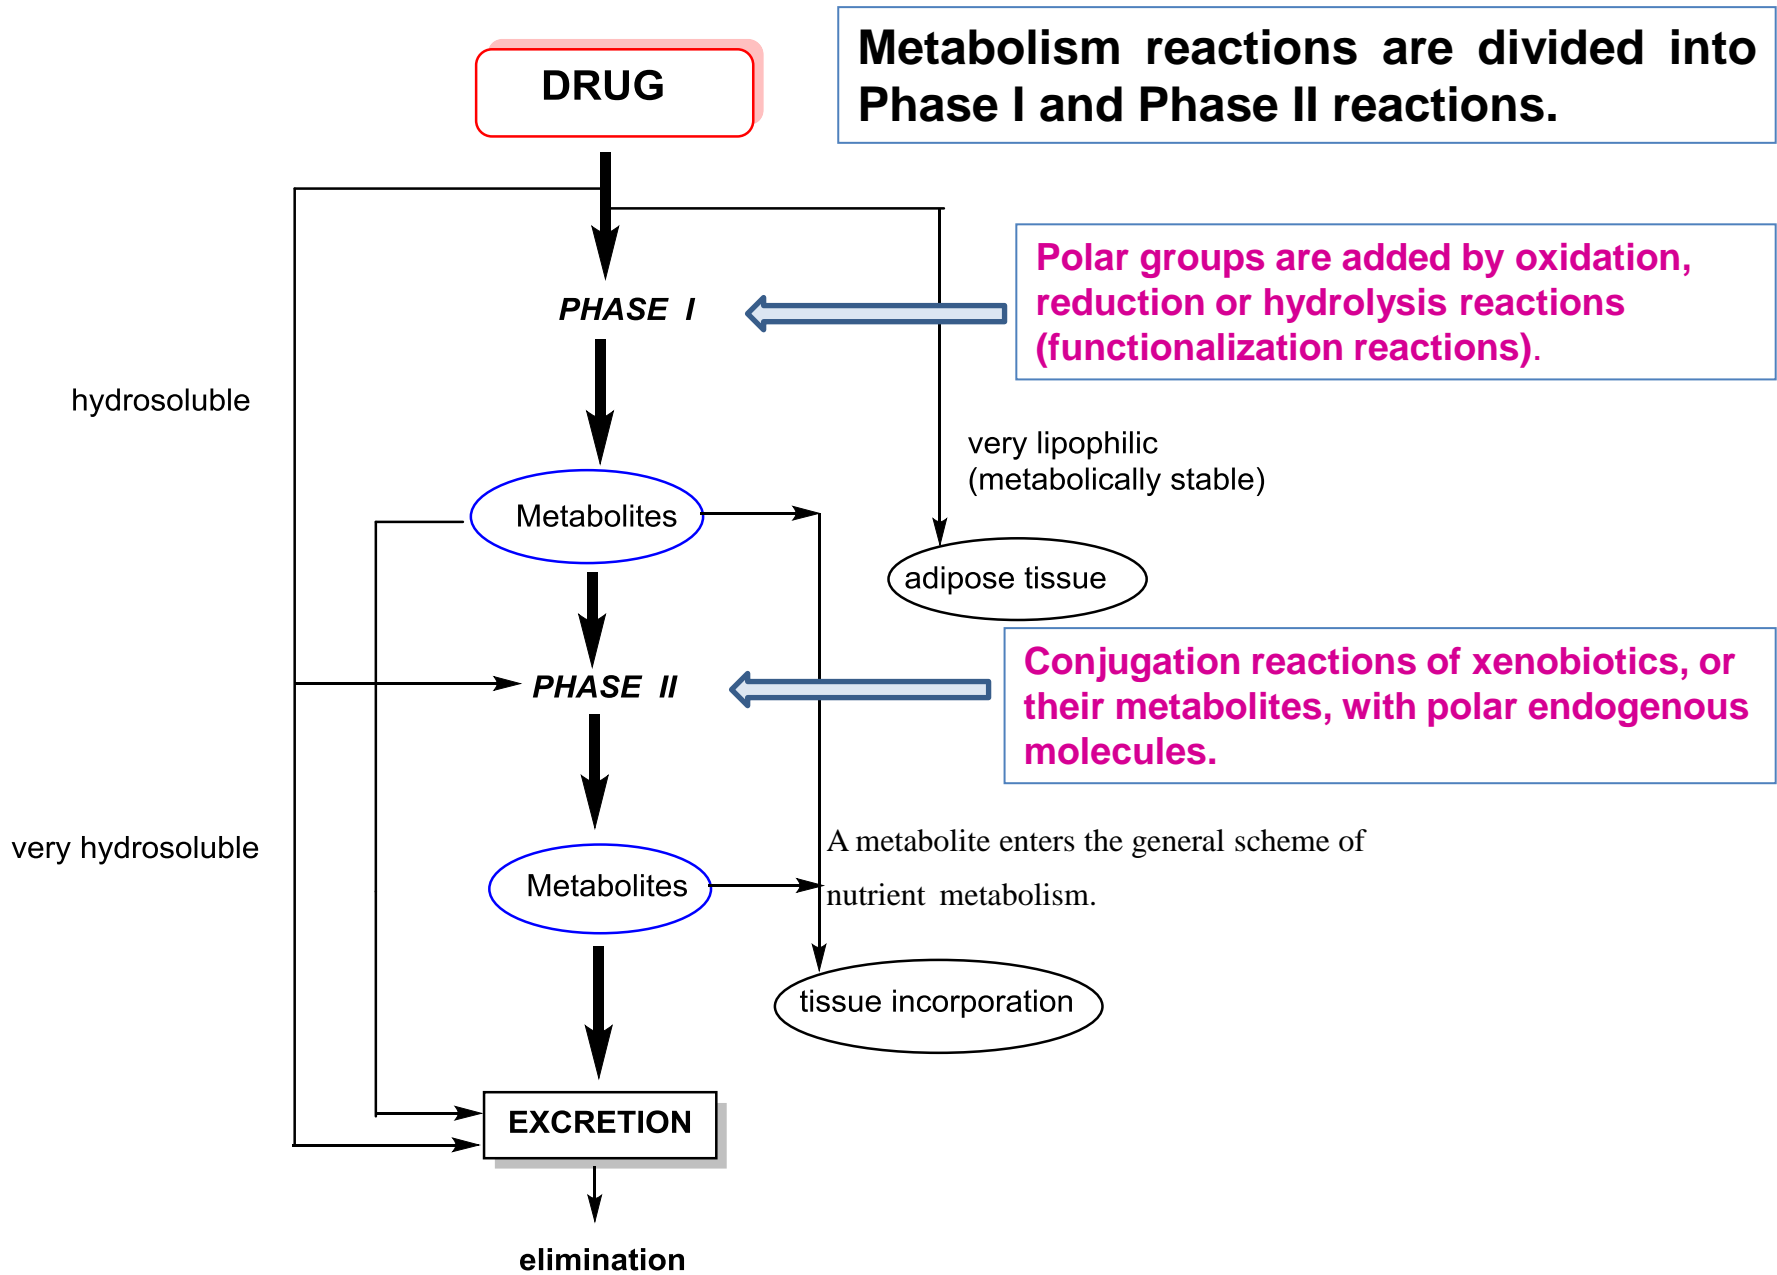 DRUG
Metabolism reactions are divided into
Phase I and Phase II reactions.
Polar groups are added by oxidation,
reduction or hydrolysis reactions
(functionalization reactions).
PHASE I
hydrosoluble
very lipophilic
(metabolically stable)
Metabolites
adipose tissue
Conjugation reactions of xenobiotics, or
their metabolites, with polar endogenous
molecules.
PHASE II
very hydrosoluble
A metabolite enters the general scheme of
nutrient metabolism.
Metabolites
tissue incorporation
EXCRETION
elimination